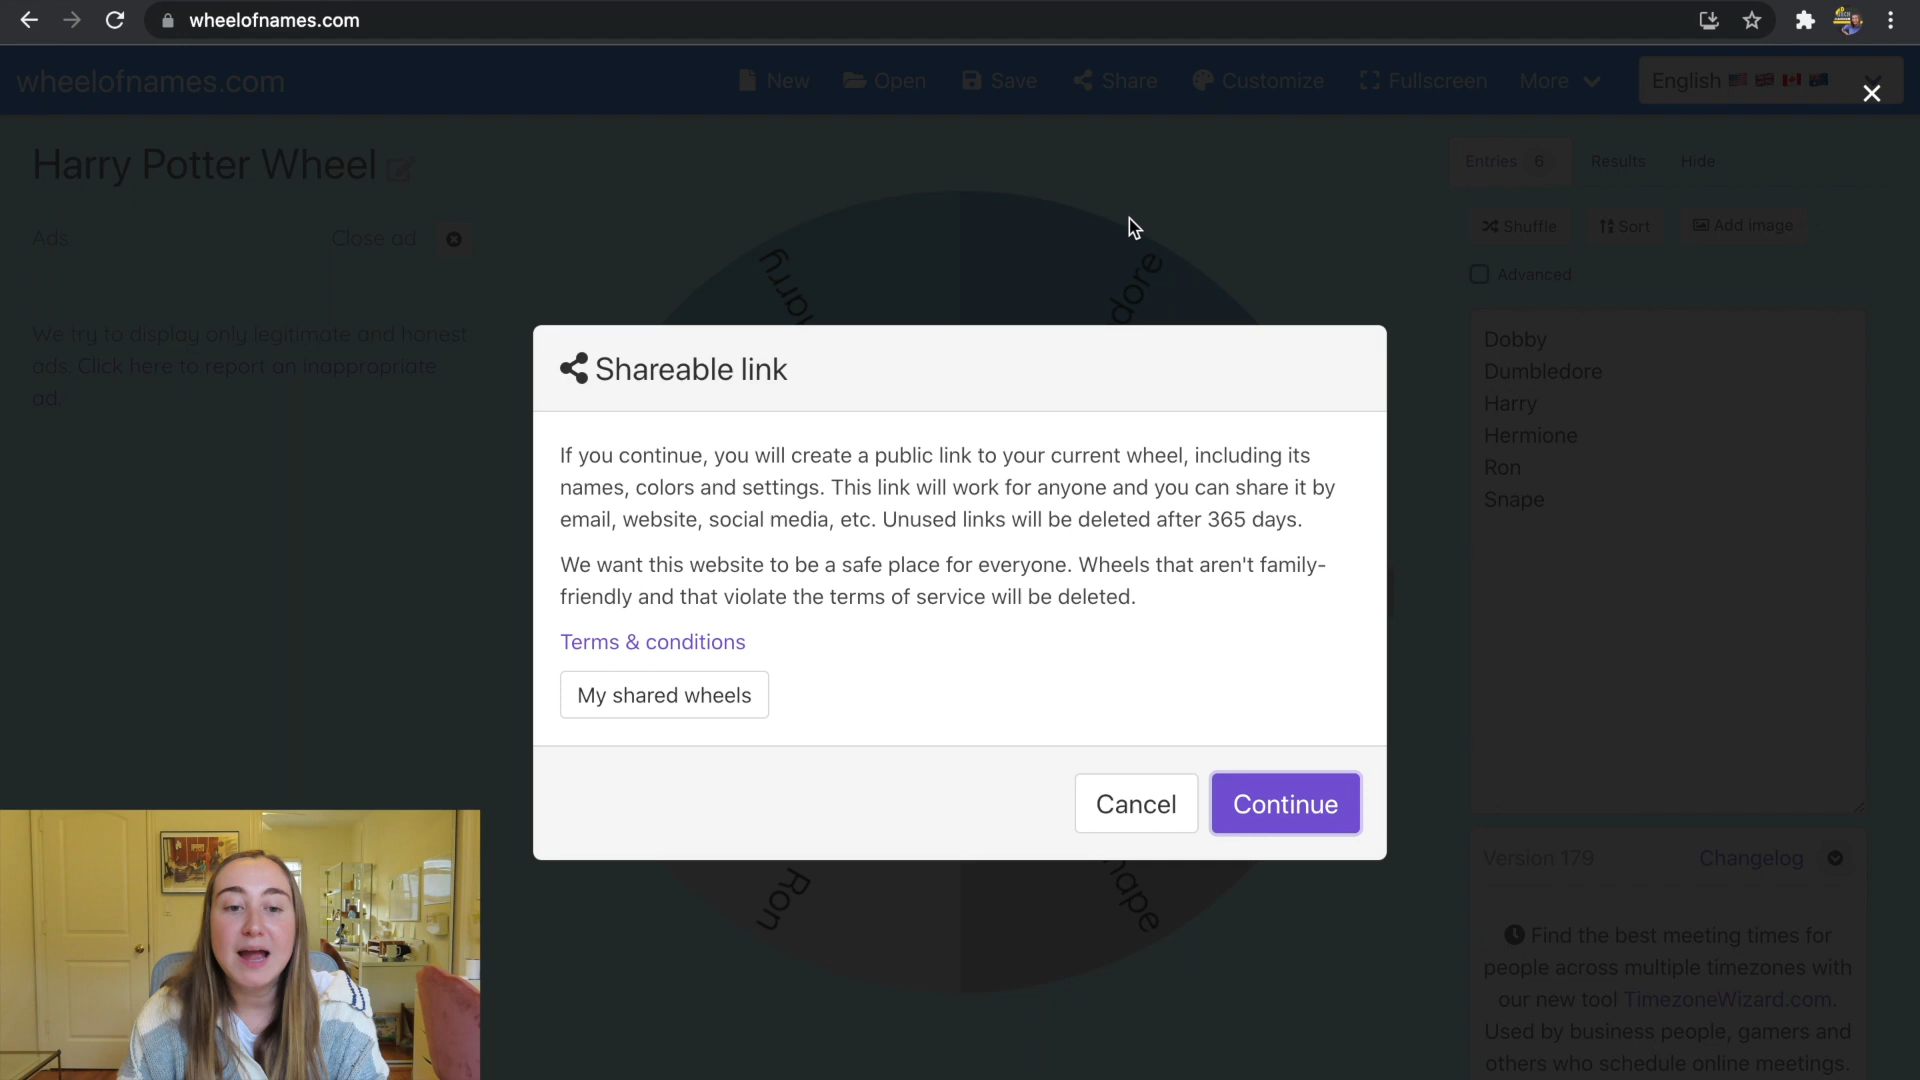 wheelofnames.com
wheelofnames.com
New
Open
Save
Share
Customize
Fullscreen
More
English
Harry Potter Wheel
Entries 6
Results
Hide
Ads
Close ad
Shuffle
Sort
Add image
Advanced
We try to display only legitimate and honest
ads. Click here to report an inappropriate
ad.
Harry
dore
Dobby
Dumbledore
Harry
Hermione
Ron
Snape
Shareable link
If you continue, you will create a public link to your current wheel, including its
names, colors and settings. This link will work for anyone and you can share it by
email, website, social media, etc. Unused links will be deleted after 365 days.
We want this website to be a safe place for everyone. Wheels that aren't family-
friendly and that violate the terms of service will be deleted.
Terms & conditions
My shared wheels
Cancel
Continue
Ron
nape
Version 179
Changelog
Find the best meeting times for
people across multiple timezones with
our new tool TimezoneWizard.com.
Used by business people, gamers and
others who schedule online meetings.